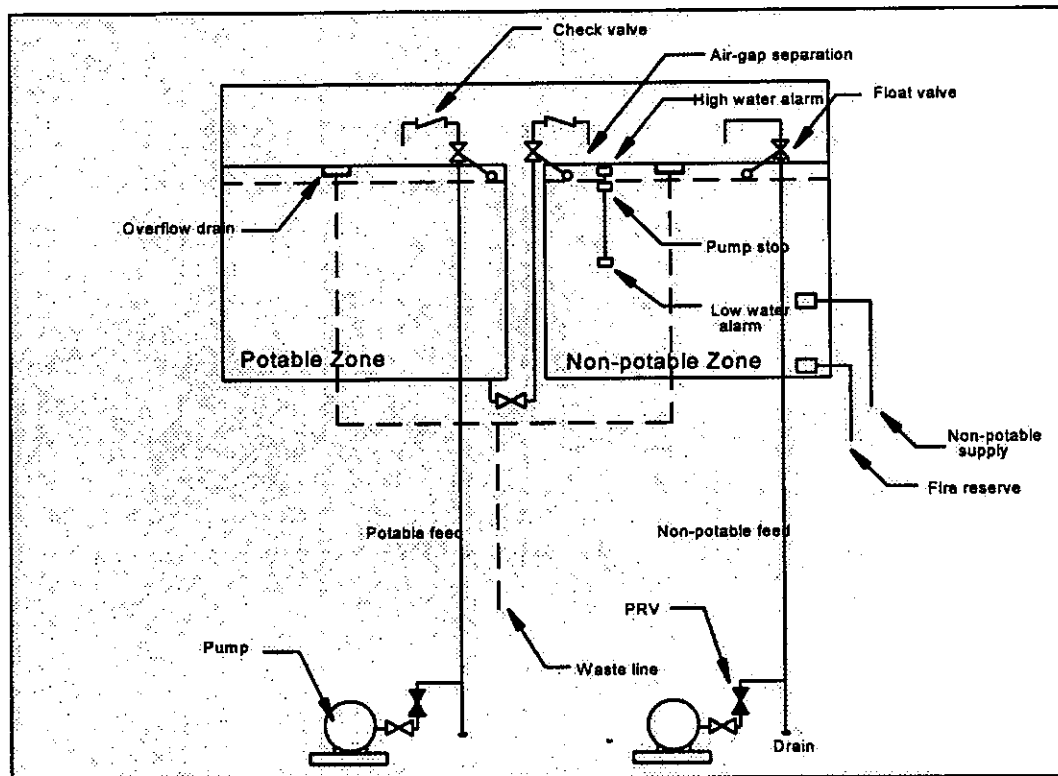 Check valve
Air-gap separation
High water alarm
Float valve
Overflow drain
Pump stop
Low water
alarm
Potable Zone
Non-potable Zone
Non-potable
supply
Fire reserve
Potable feed
Non-potable feed
PRV
Pump
Waste line
Drain